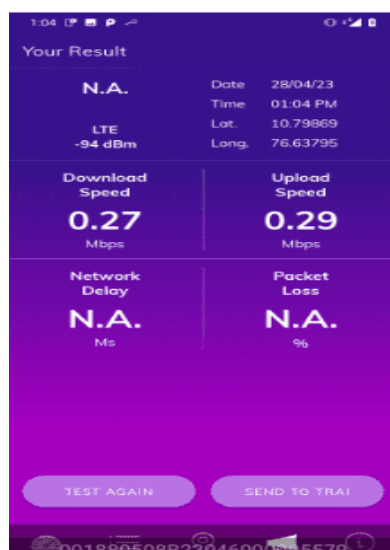 1:04
Your Result
N.A.
LTE
-94 dBm
Date 28/04/23
Time 01:04 PM
Lat. 10.79869
Long. 76.63795
Download Speed
0.27
Mbps
Upload Speed
0.29
Mbps
Network Delay
N.A.
Ms
Packet Loss
N.A.
%
TEST AGAIN
SEND TO TRAI